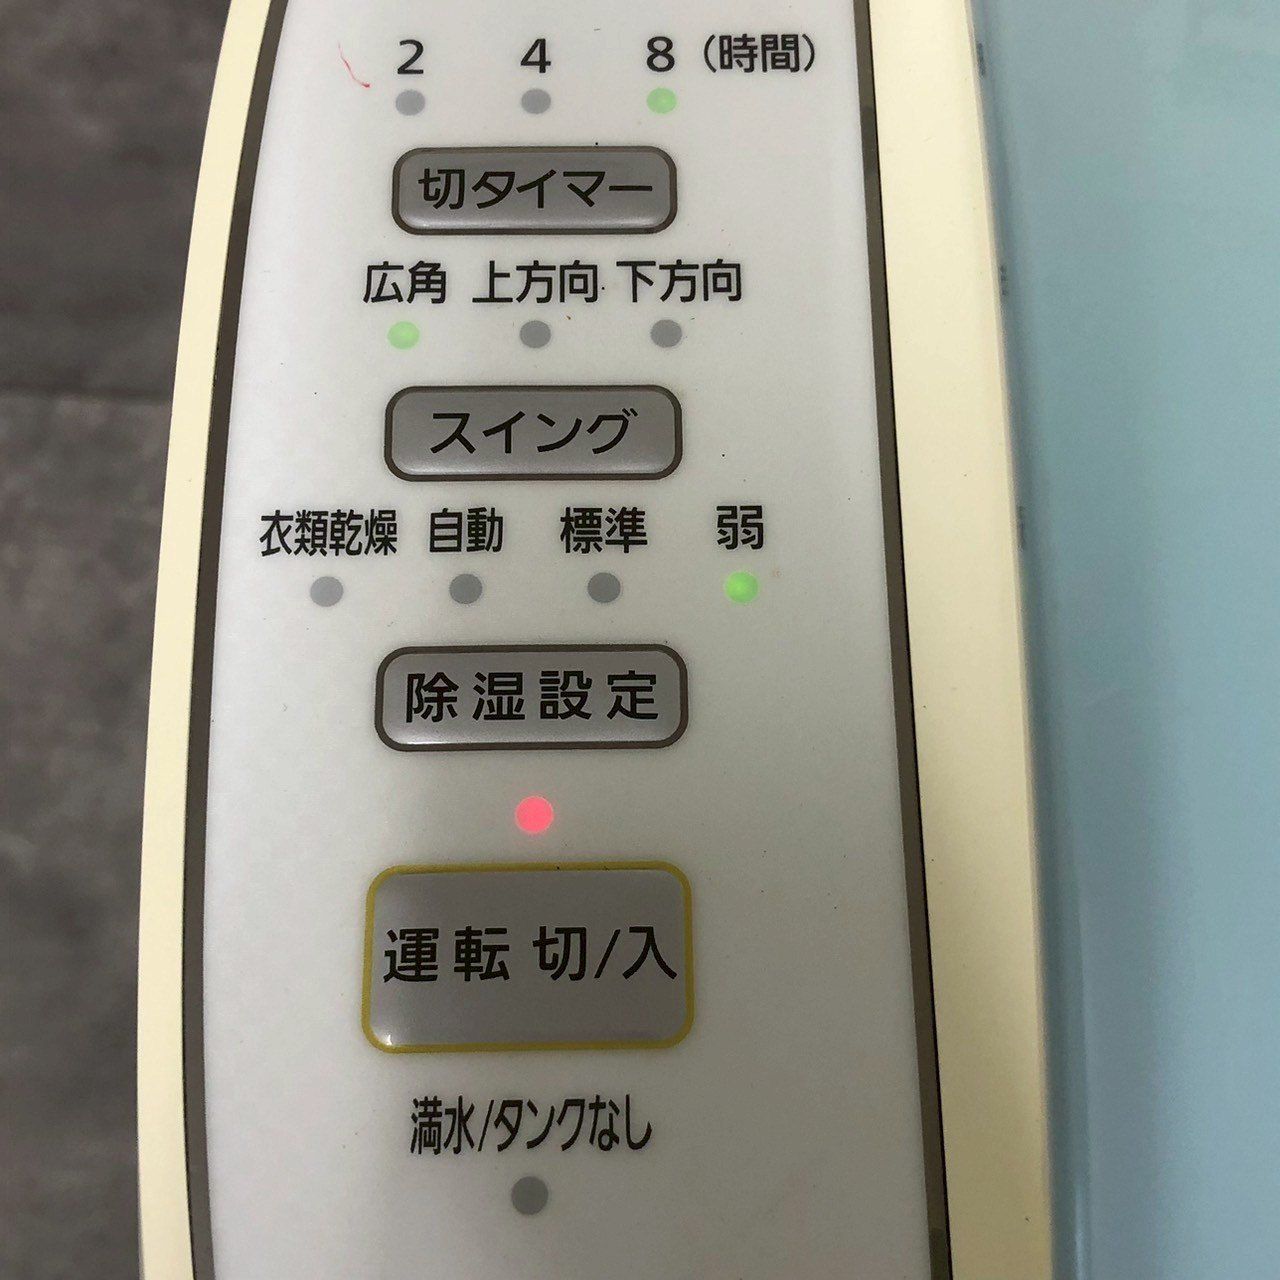 2 4 8 (時間)
切タイマー
広角 上方向 下方向
スイング
衣類乾燥 自動 標準 弱
除湿設定
運転 切/入
満水/タンクなし